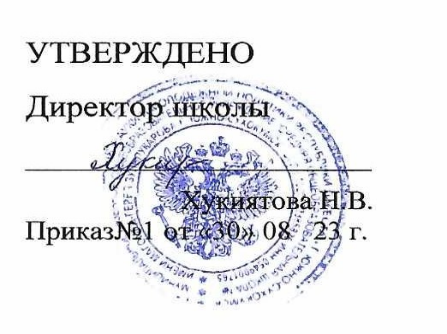 УТВЕРЖДЕНО
Директор школы
Хукиятова Н.В.
Приказ№1 от «30» 08 23 г.